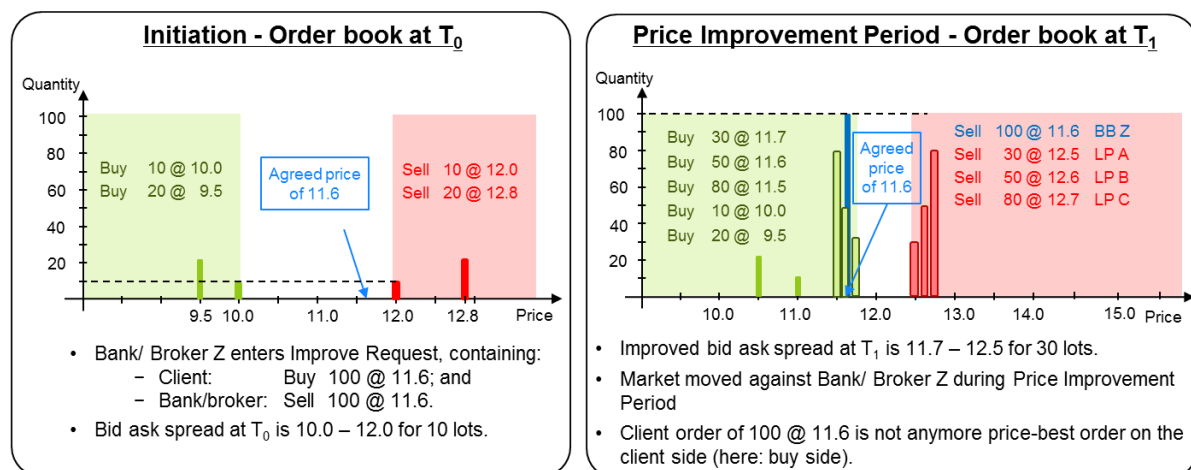 Initiation - Order book at T0
Quantity
100
80
60
40
20
Buy 10 @ 10.0
Buy 20 @ 9.5
Agreed price
of 11.6
Sell 10 @ 12.0
Sell 20 @ 12.8
9.5 10.0 11.0 12.0 12.8 Price
• Bank/ Broker Z enters Improve Request, containing:
− Client: Buy 100 @ 11.6; and
− Bank/broker: Sell 100 @ 11.6.
• Bid ask spread at T0 is 10.0 – 12.0 for 10 lots.
Price Improvement Period - Order book at T1
Quantity
100
80
60
40
20
Buy 30 @ 11.7
Buy 50 @ 11.6
Buy 80 @ 11.5
Buy 10 @ 10.0
Buy 20 @ 9.5
Agreed
price
of 11.6
Sell 100 @ 11.6 BB Z
Sell 30 @ 12.5 LP A
Sell 50 @ 12.6 LP B
Sell 80 @ 12.7 LP C
10.0 11.0 12.0 13.0 14.0 15.0 Price
• Improved bid ask spread at T1 is 11.7 – 12.5 for 30 lots.
• Market moved against Bank/ Broker Z during Price Improvement
Period
• Client order of 100 @ 11.6 is not anymore price-best order on the
client side (here: buy side).